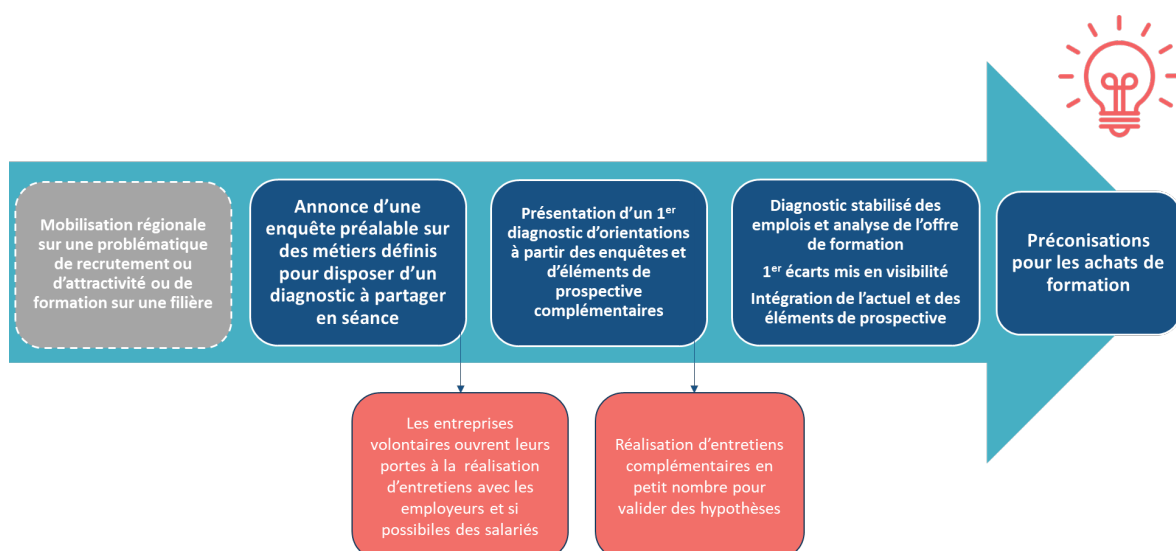 Mobilisation régionale
sur une problématique
de recrutement ou
d'attractivité ou de
formation sur une filière
Annonce d'une
enquête préalable sur
des métiers définis
pour disposer d'un
diagnostic à partager
en séance
Présentation d'un 1er
diagnostic d'orientations
à partir des enquêtes et
d'éléments de
prospective
complémentaires
Diagnostic stabilisé des
emplois et analyse de l'offre
de formation
1er écarts mis en visibilité
Intégration de l'actuel et des
éléments de prospective
Préconisations
pour les achats de
formation
Les entreprises
volontaires ouvrent leurs
portes à la réalisation
d'entretiens avec les
employeurs et si
possibiles des salariés
Réalisation d'entretiens
complémentaires en
petit nombre pour
valider des hypothèses